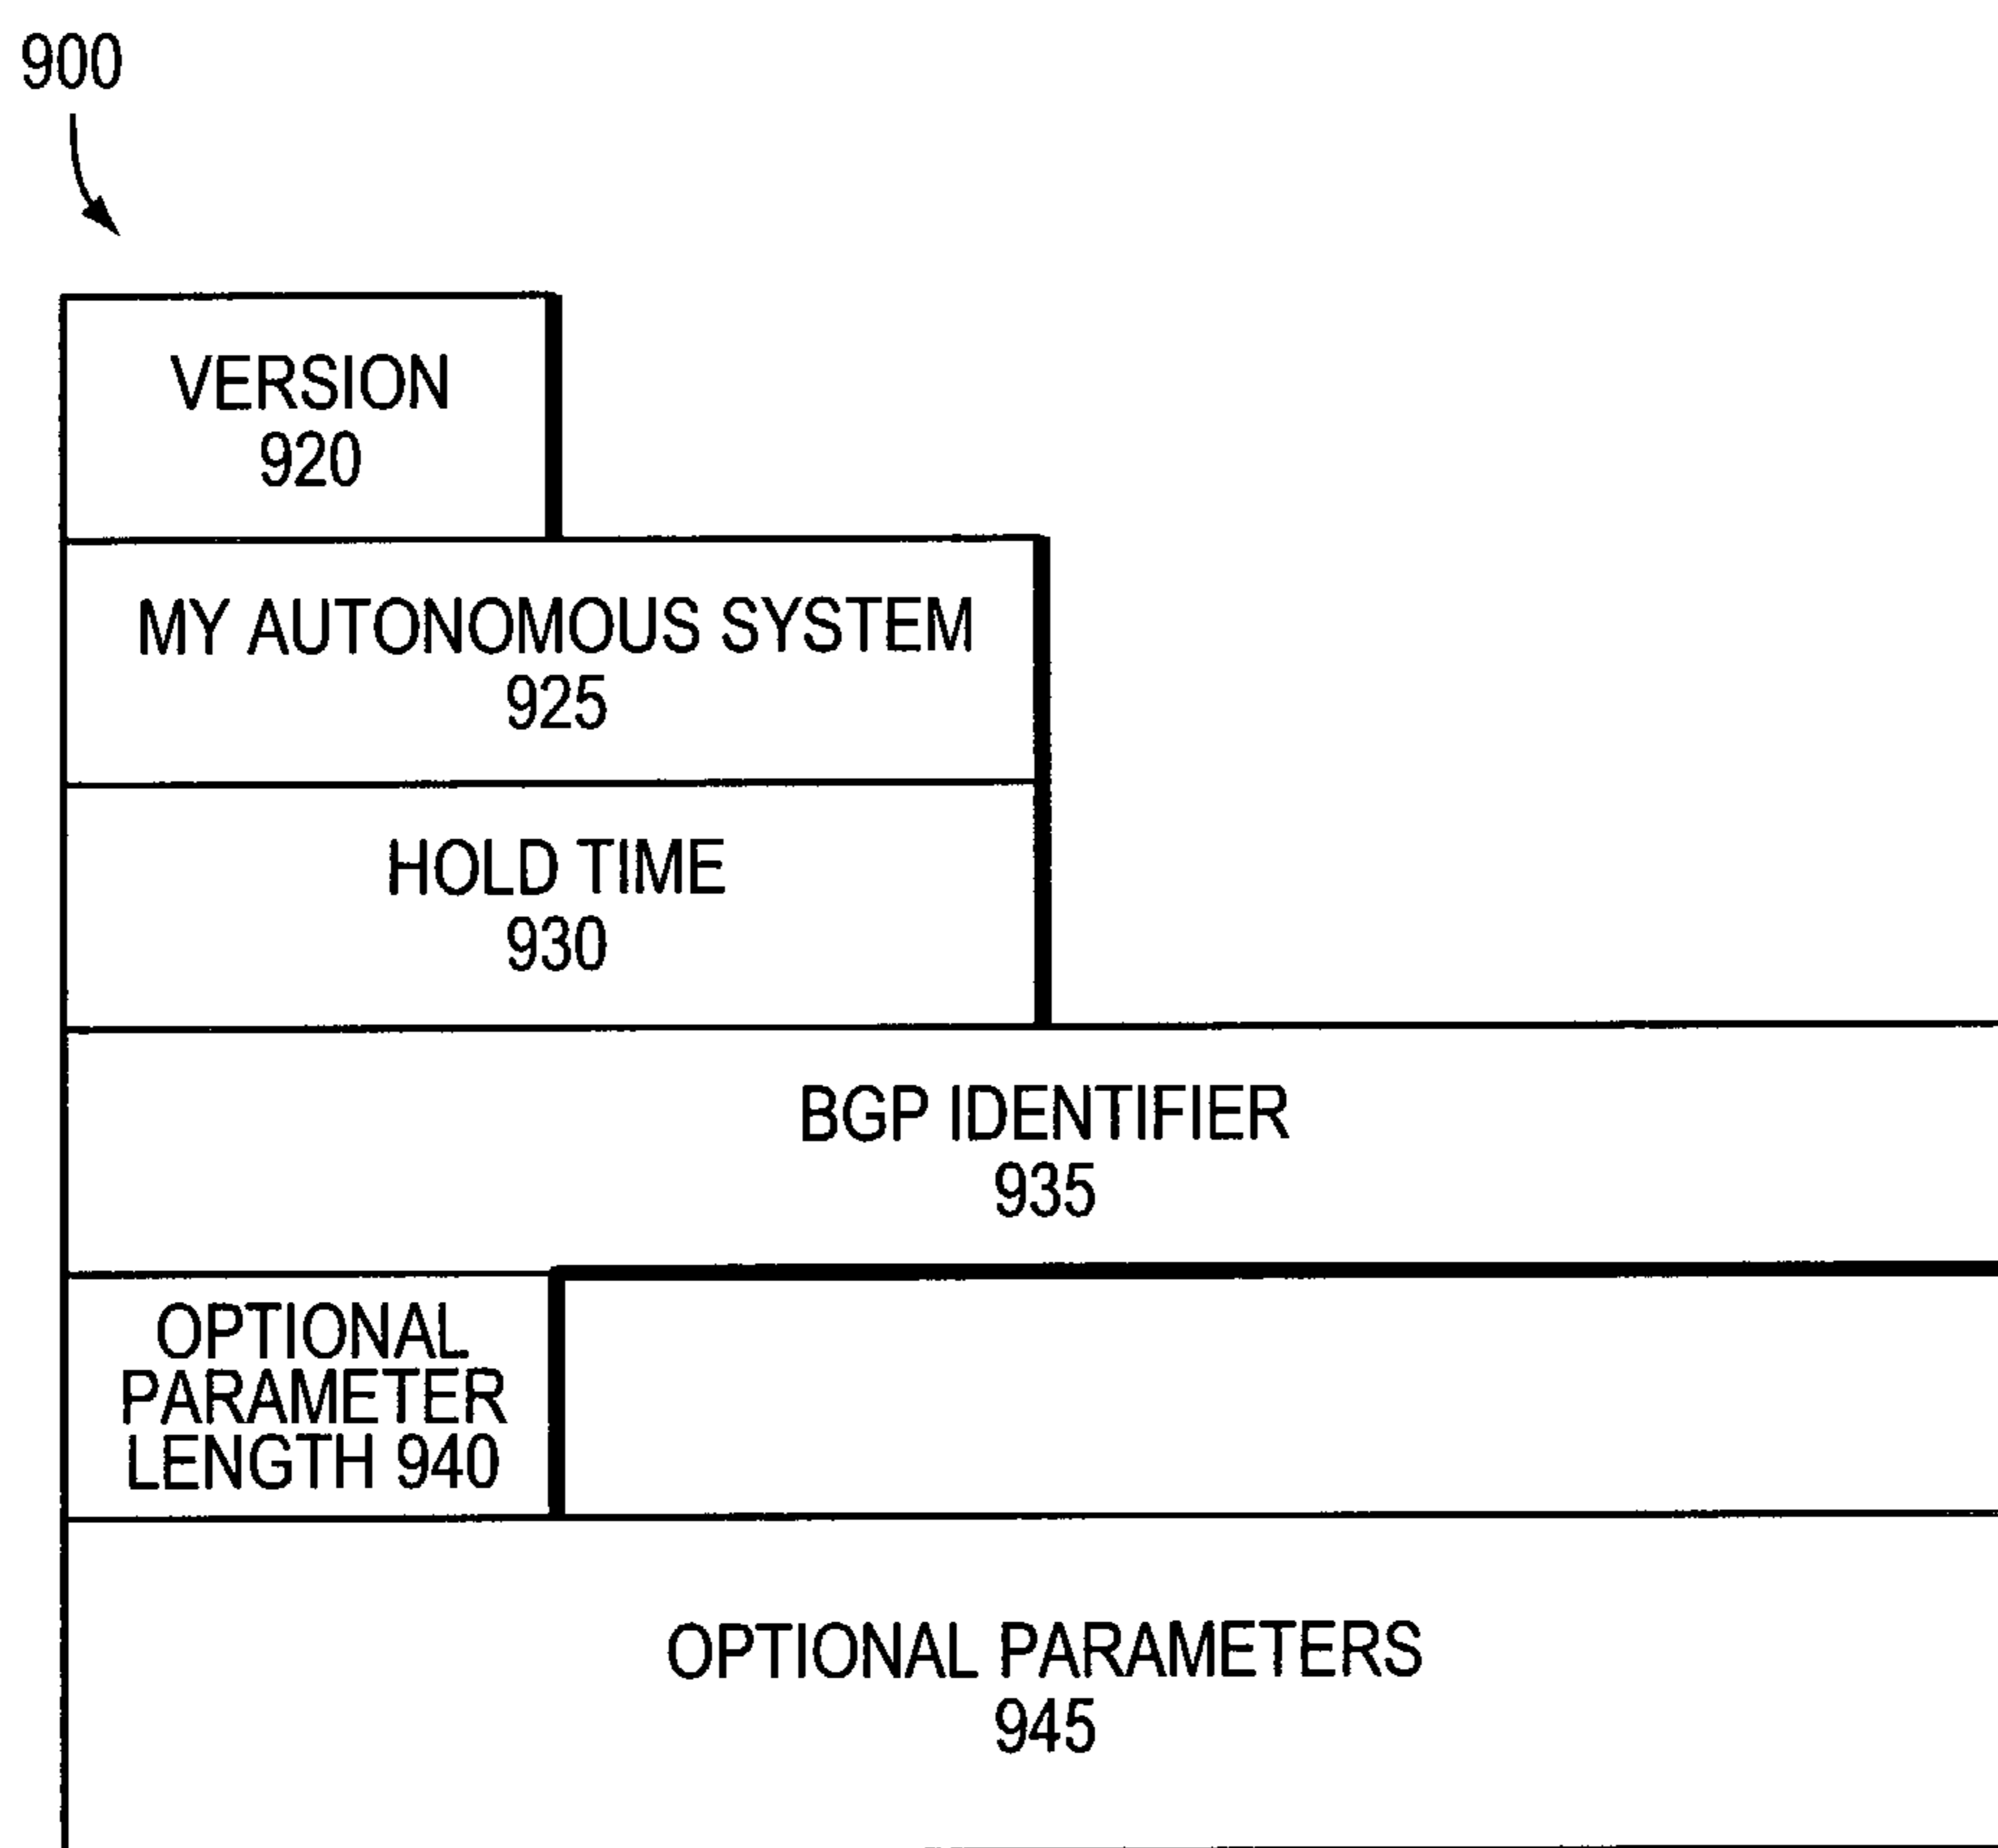 900
VERSION
920
MY AUTONOMOUS SYSTEM
925
HOLD TIME
930
BGP IDENTIFIER
935
OPTIONAL
PARAMETER
LENGTH 940
OPTIONAL PARAMETERS
945